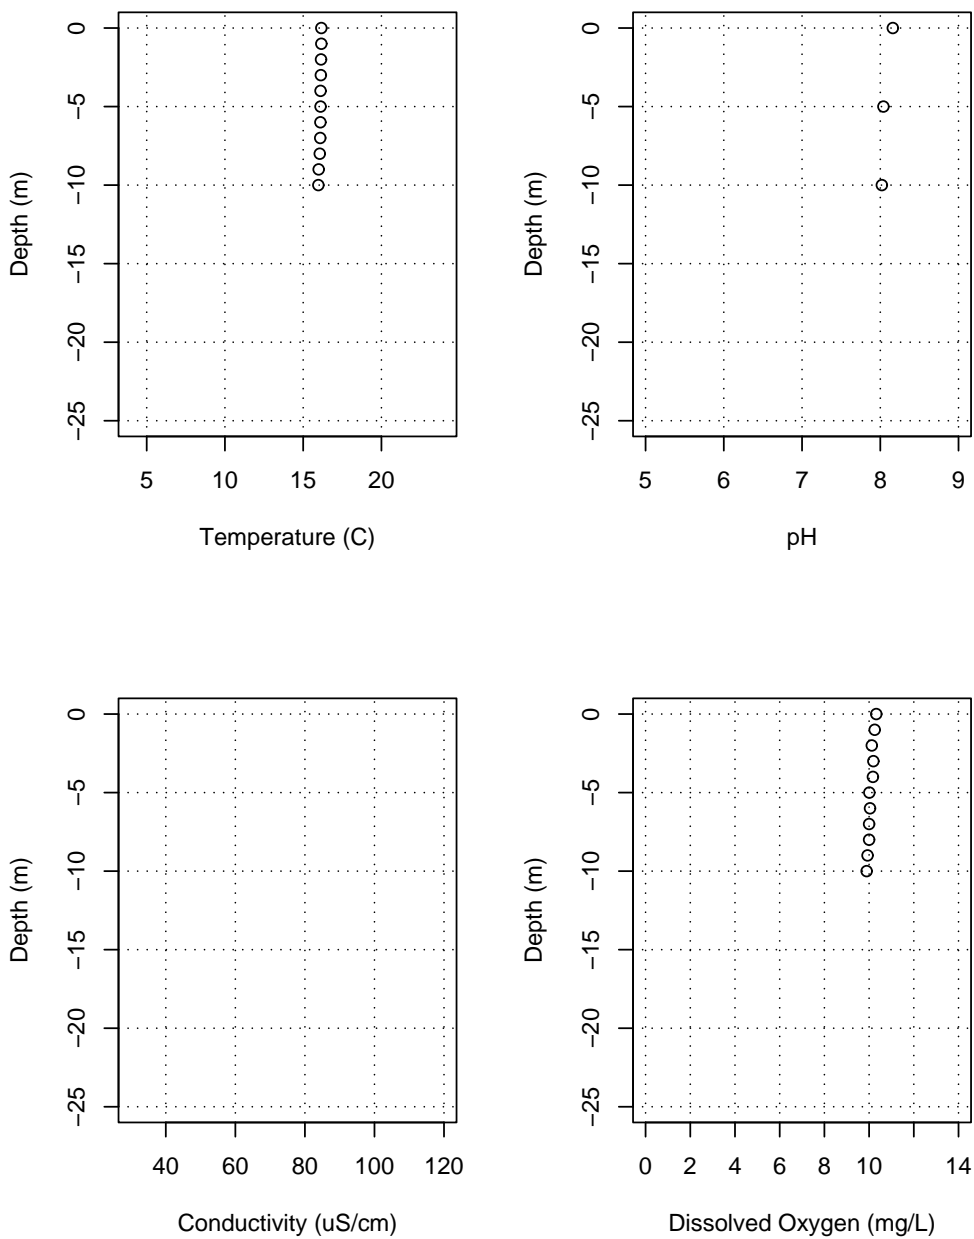 0
−5
−10
−15
−20
−25
Depth (m)
5 10 15 20
Temperature (C)
0
−5
−10
−15
−20
−25
Depth (m)
5 6 7 8 9
pH
0
−5
−10
−15
−20
−25
Depth (m)
40 60 80 100 120
Conductivity (uS/cm)
0
−5
−10
−15
−20
−25
Depth (m)
0 2 4 6 8 10 14
Dissolved Oxygen (mg/L)